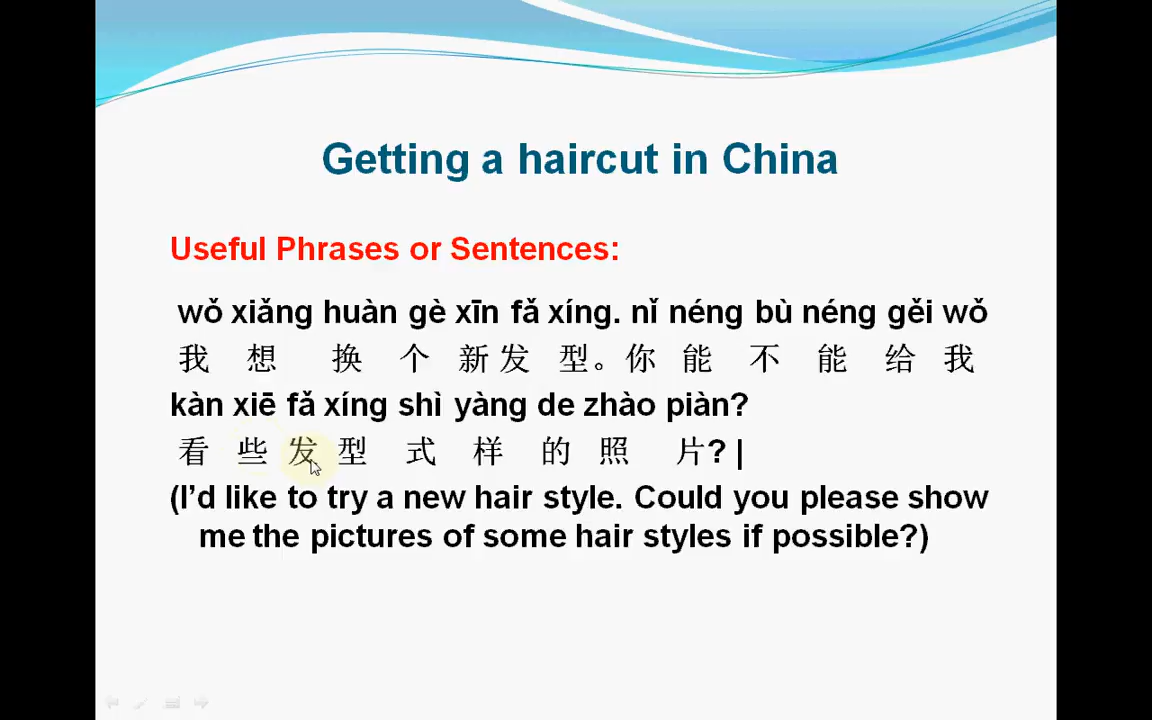 Getting a haircut in China
Useful Phrases or Sentences:
wǒ xiǎng huàn gè xīn fǎ xíng. nǐ néng bù néng gěi wǒ
我 想 换 个 新 发 型。你 能 不 能 给 我
kàn xiē fǎ xíng shì yàng de zhào piàn?
看 些 发 型 式 样 的 照 片? |
(I’d like to try a new hair style. Could you please show
me the pictures of some hair styles if possible?)